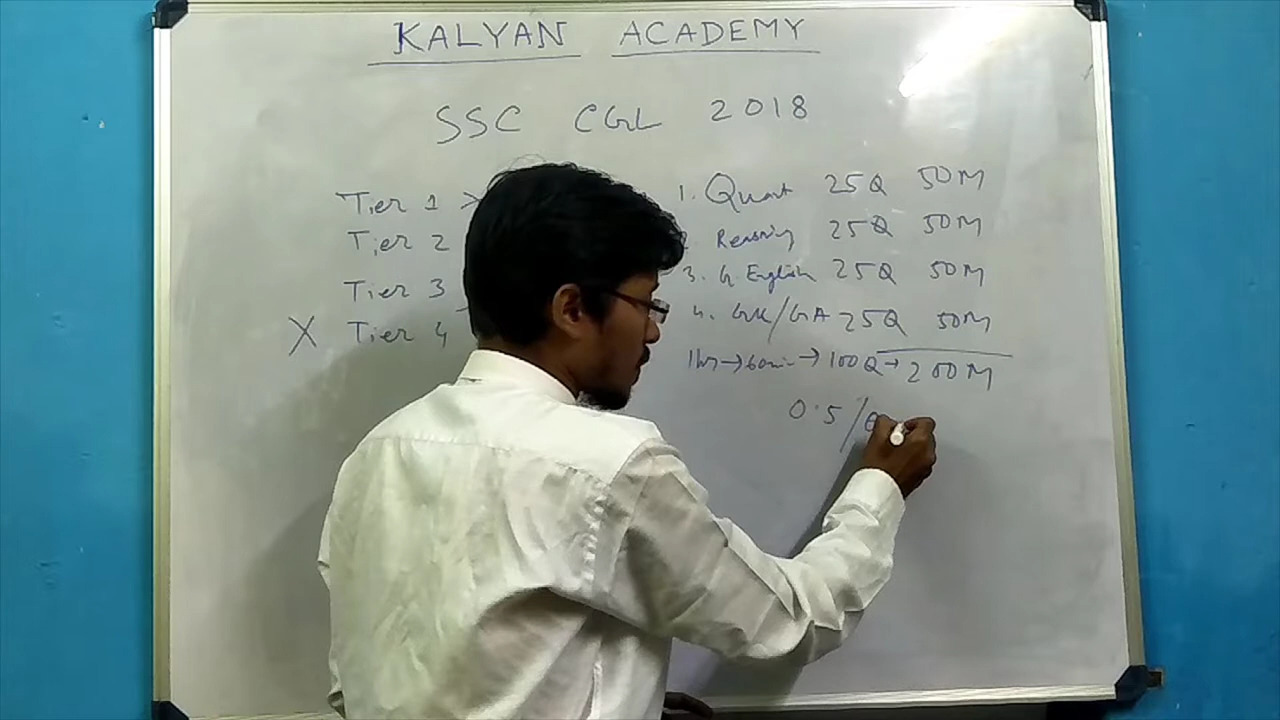 KALYAN ACADEMY
SSC CGL 2018
Tier 1 1. Quant 25Q 50M
Tier 2 Reasoning 25Q 50M
Tier 3 3. G English 25Q 50M
X Tier 4 4. GK/GA 25Q 50M
1hr→60min→100Q→200M
0.5/